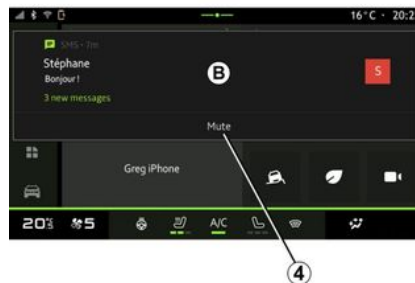 16°C · 20:2
SMS · 7m
Stéphane
B
S
Bonjour!
3 new messages
Mute
Greg iPhone
20.5
5
A/C
4